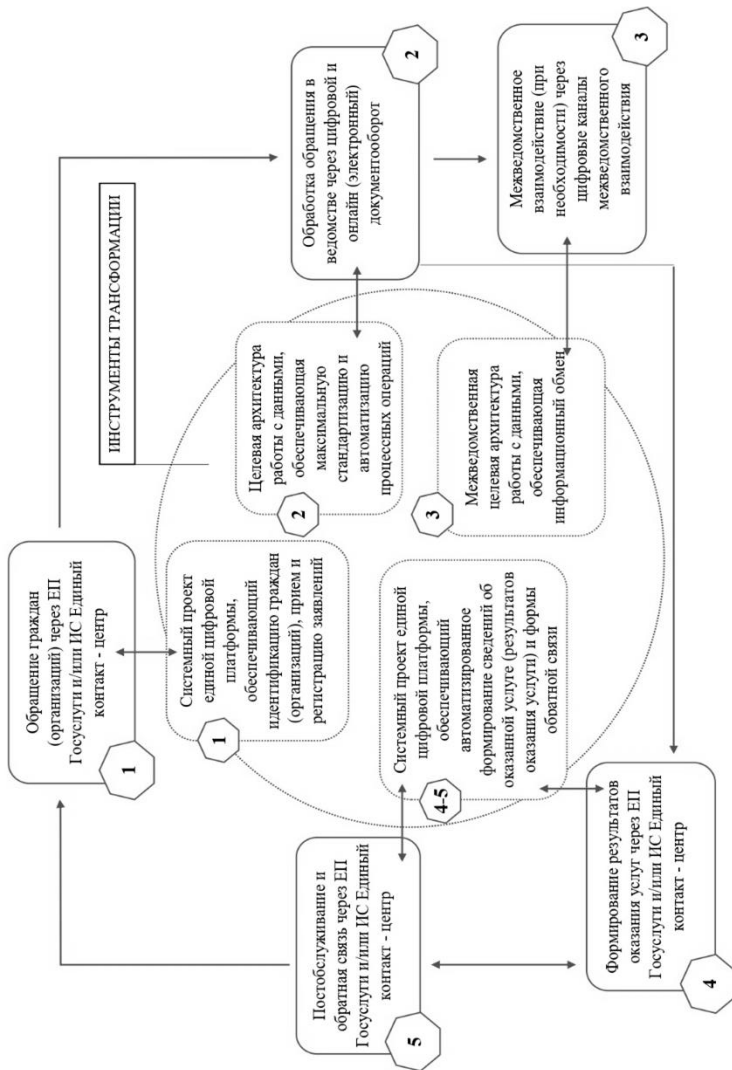 ИНСТРУМЕНТЫ ТРАНСФОРМАЦИИ
Обращение граждан
(организаций) через ЕП
Госуслуги и/или ИС Единый
контакт - центр
1
Обработка обращения в
ведомстве через цифровой и
онлайн (электронный)
документооборот
2
Межведомственное
взаимодействие (при
необходимости) через
цифровые каналы
межведомственного
взаимодействия
3
Формирование результатов
оказания услуг через ЕП
Госуслуги и/или ИС Единый
контакт - центр
4
Постобслуживание и
обратная связь через ЕП
Госуслуги и/или ИС Единый
контакт - центр
5
Системный проект
единой цифровой
платформы,
обеспечивающий
идентификацию граждан
(организаций), прием и
регистрацию заявлений
1
Целевая архитектура
работы с данными,
обеспечивающая
максимальную
стандартизацию и
автоматизацию
процессных операций
2
Межведомственная
целевая архитектура
работы с данными,
обеспечивающая
информационный обмен
3
Системный проект единой
цифровой платформы,
обеспечивающий
автоматизированное
формирование сведений об
оказанной услуге (результатов
оказания услуги) и формы
обратной связи
4-5